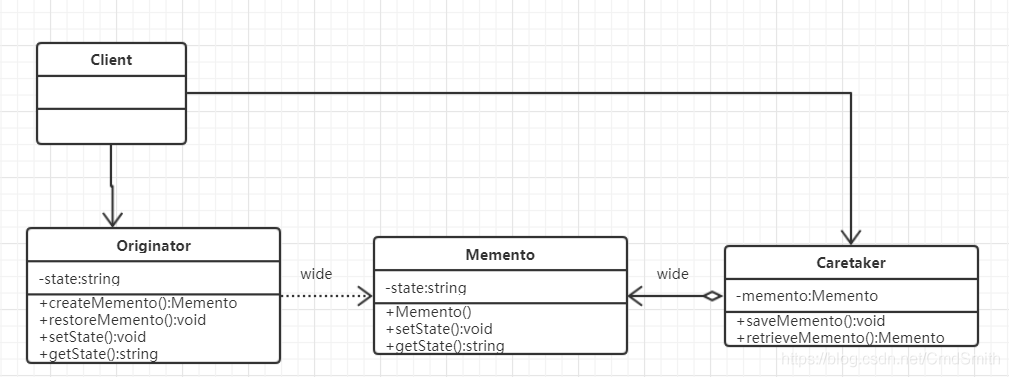 Client
Originator
-state:string
+createMemento():Memento
+restoreMemento():void
+setState():void
+getState():string
wide
Memento
-state:string
+Memento()
+setState():void
+getState():string
wide
Caretaker
-memento:Memento
+saveMemento():void
+retrieveMemento():Memento
https://blog.csdn.net/CmdSmith